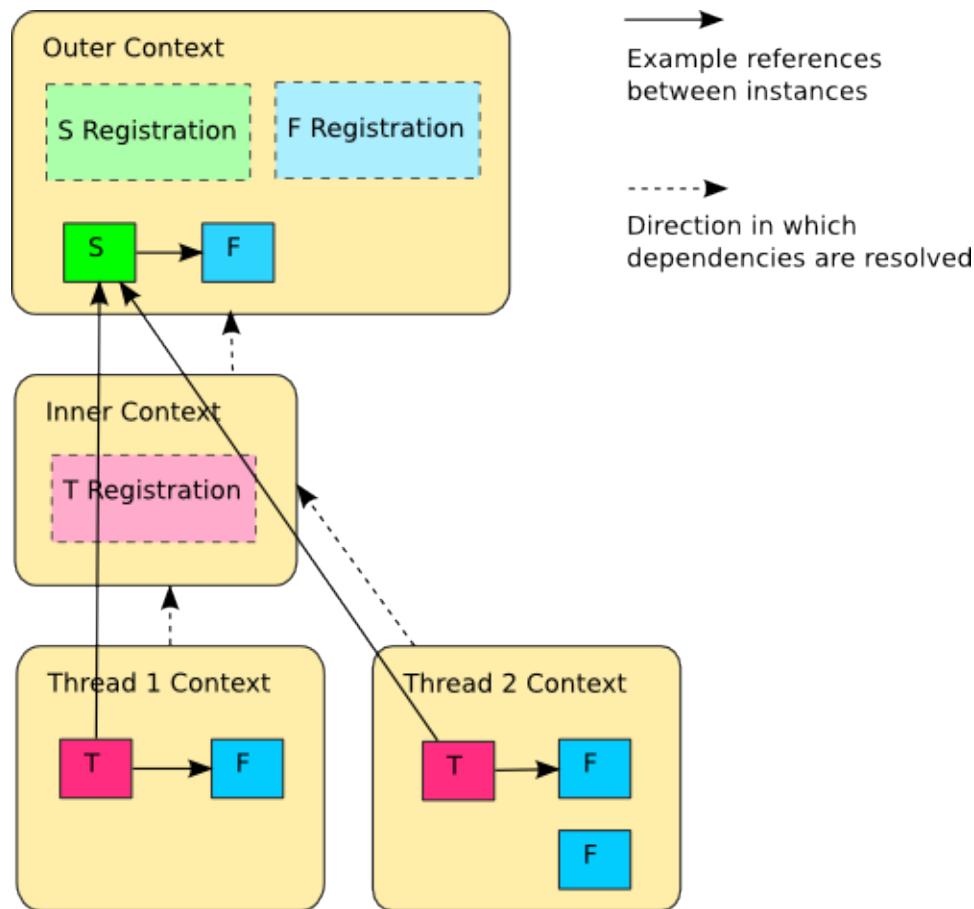 Outer Context
S Registration
F Registration
S
F
Example references
between instances
Direction in which
dependencies are resolved
Inner Context
T Registration
Thread 1 Context
T
F
Thread 2 Context
T
F
F